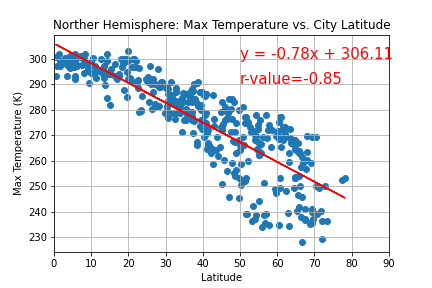 Norther Hemisphere: Max Temperature vs. City Latitude
y = -0.78x + 306.11
r-value=-0.85
Max Temperature (K)
300
290
280
270
260
250
240
230
0 10 20 30 40 50 60 70 80 90
Latitude